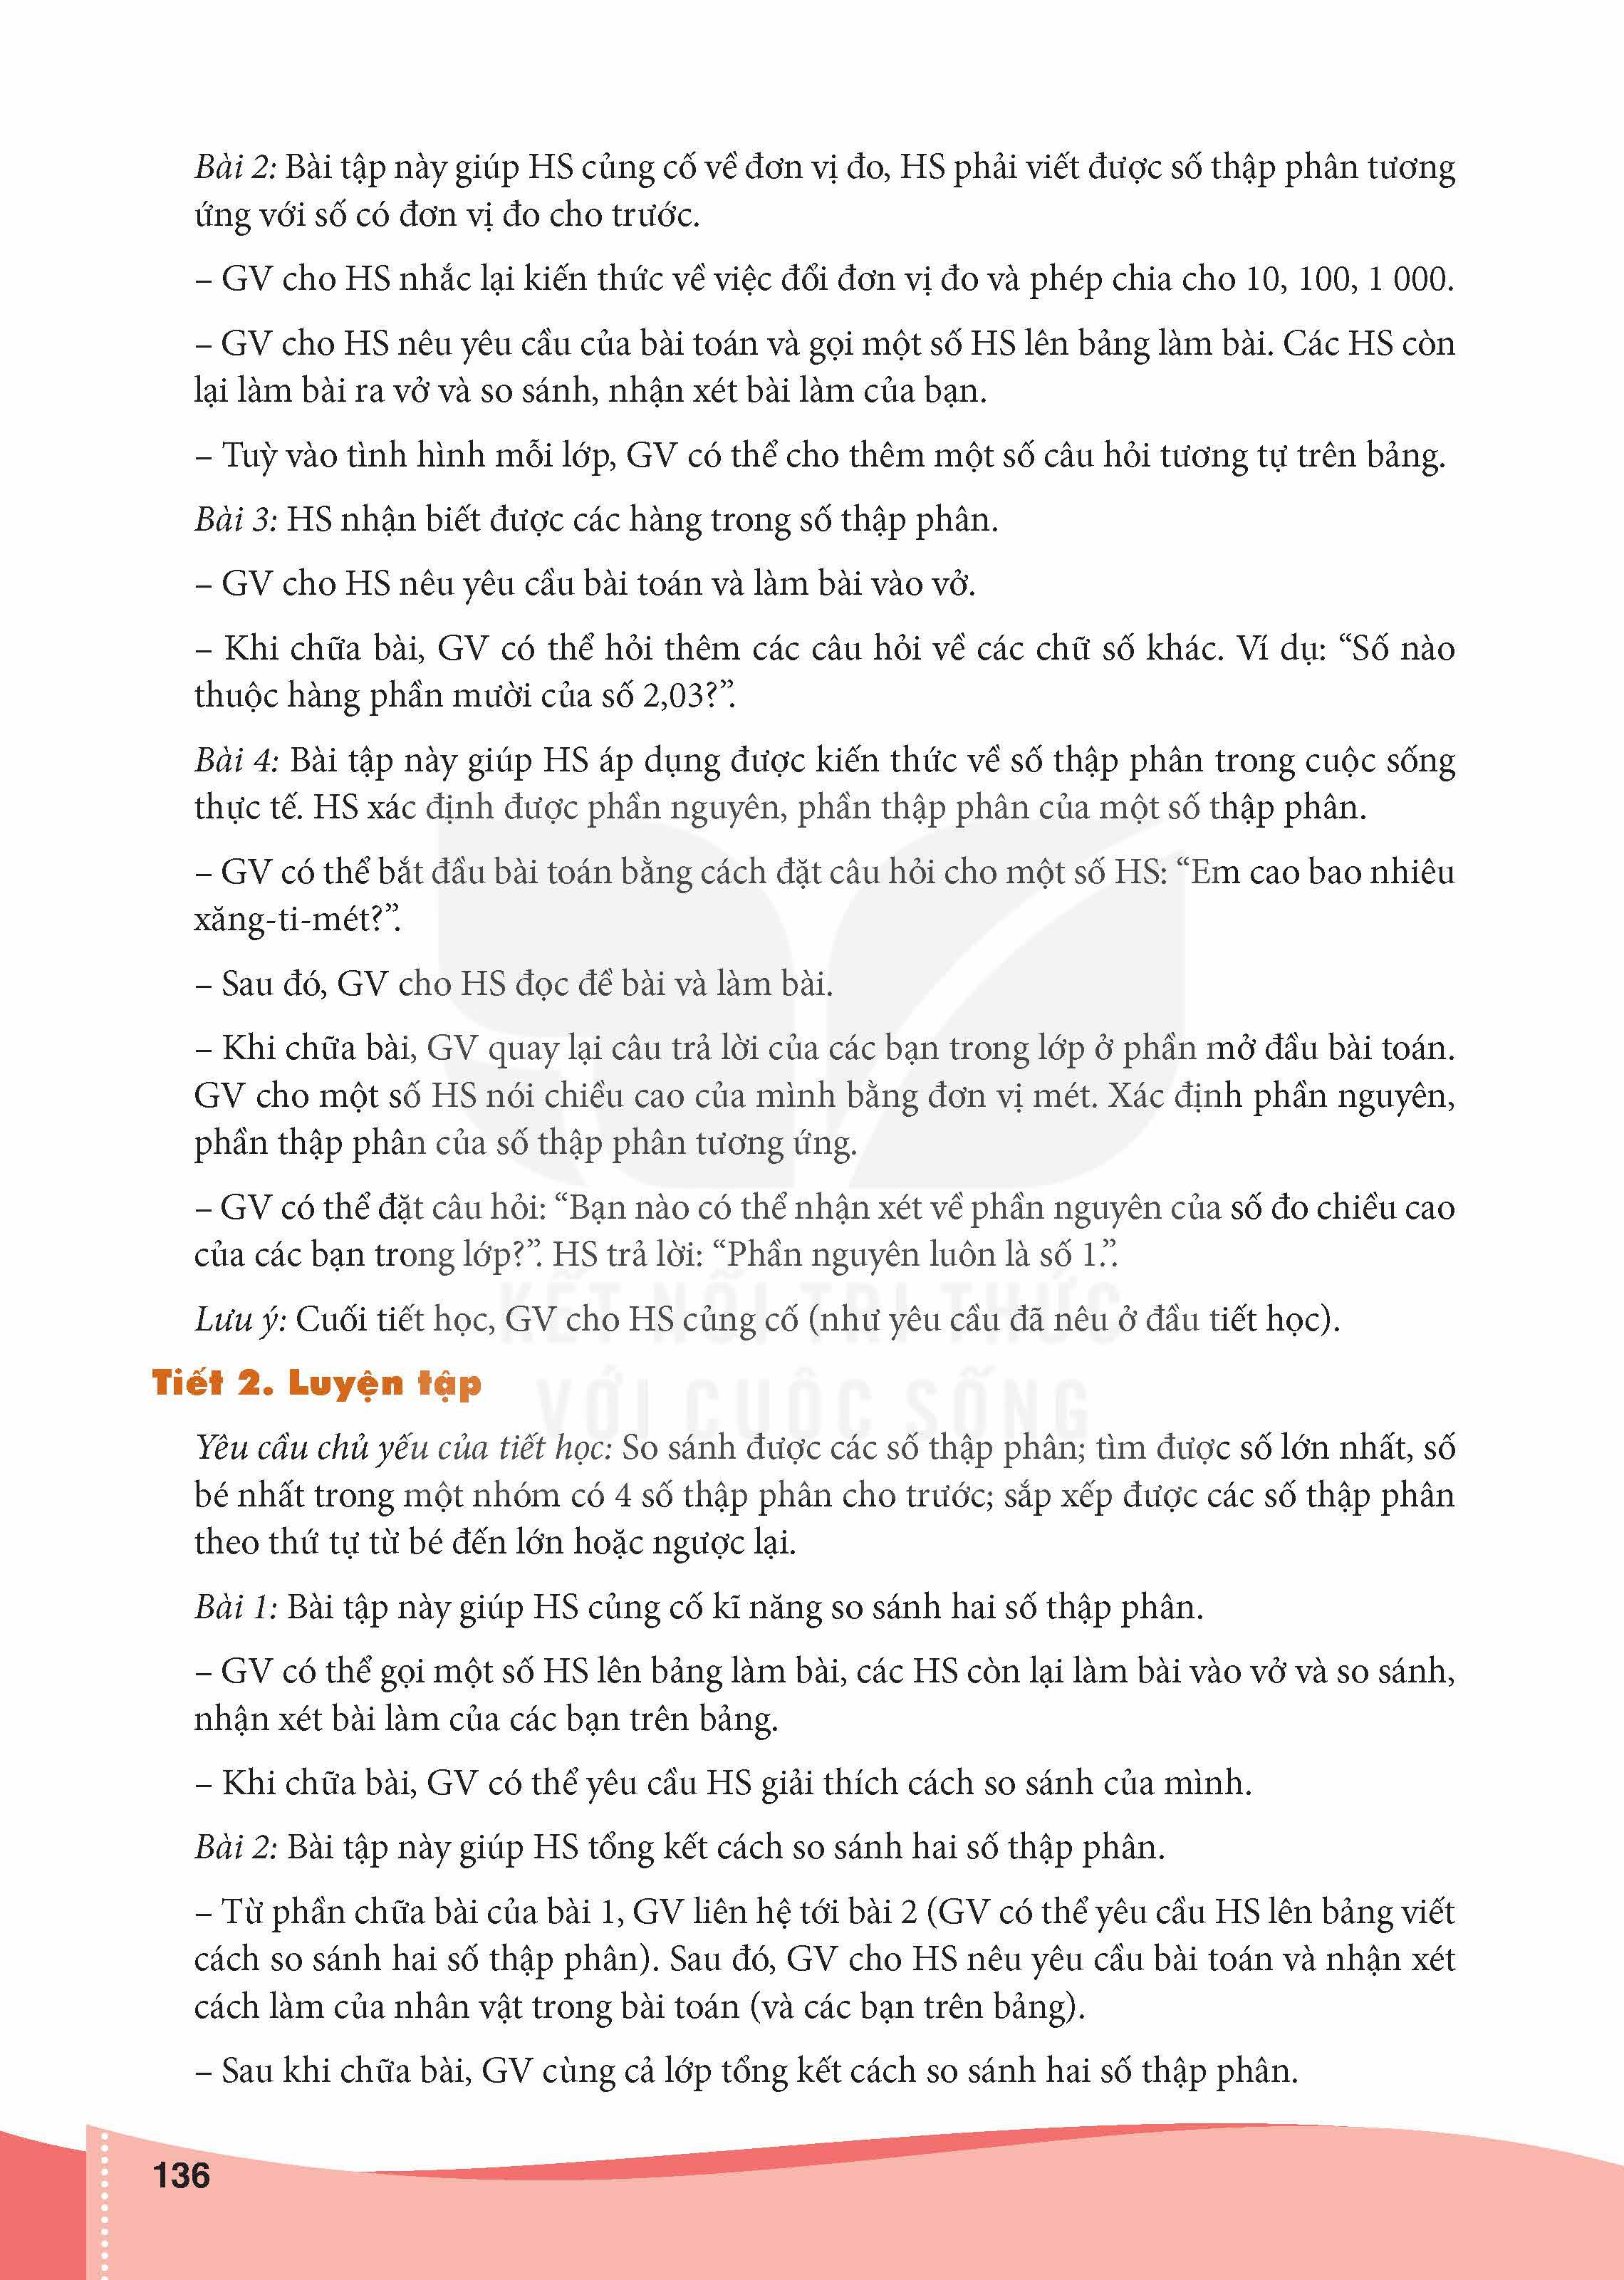 Bài 2: Bài tập này giúp HS củng cố về đơn vị đo, HS phải viết được số thập phân tương
ứng với số có đơn vị đo cho trước.
– GV cho HS nhắc lại kiến thức về việc đổi đơn vị đo và phép chia cho 10, 100, 1 000.
– GV cho HS nêu yêu cầu của bài toán và gọi một số HS lên bảng làm bài. Các HS còn
lại làm bài ra vở và so sánh, nhận xét bài làm của bạn.
– Tuỳ vào tình hình mỗi lớp, GV có thể cho thêm một số câu hỏi tương tự trên bảng.
Bài 3: HS nhận biết được các hàng trong số thập phân.
– GV cho HS nêu yêu cầu bài toán và làm bài vào vở.
– Khi chữa bài, GV có thể hỏi thêm các câu hỏi về các chữ số khác. Ví dụ: “Số nào
thuộc hàng phần mười của số 2,03?”.
Bài 4: Bài tập này giúp HS áp dụng được kiến thức về số thập phân trong cuộc sống
thực tế. HS xác định được phần nguyên, phần thập phân của một số thập phân.
– GV có thể bắt đầu bài toán bằng cách đặt câu hỏi cho một số HS: “Em cao bao nhiêu
xăng-ti-mét?”.
– Sau đó, GV cho HS đọc đề bài và làm bài.
– Khi chữa bài, GV quay lại câu trả lời của các bạn trong lớp ở phần mở đầu bài toán.
GV cho một số HS nói chiều cao của mình bằng đơn vị mét. Xác định phần nguyên,
phần thập phân của số thập phân tương ứng.
– GV có thể đặt câu hỏi: “Bạn nào có thể nhận xét về phần nguyên của số đo chiều cao
của các bạn trong lớp?”. HS trả lời: “Phần nguyên luôn là số 1.”.
KẾT NỐI TRI THỨC
Lưu ý: Cuối tiết học, GV cho HS củng cố (như yêu cầu đã nêu ở đầu tiết học).
Tiết 2. Luyện tập
VỚI CUỘC SỐNG
Yêu cầu chủ yếu của tiết học: So sánh được các số thập phân; tìm được số lớn nhất, số
bé nhất trong một nhóm có 4 số thập phân cho trước; sắp xếp được các số thập phân
theo thứ tự từ bé đến lớn hoặc ngược lại.
Bài 1: Bài tập này giúp HS củng cố kĩ năng so sánh hai số thập phân.
– GV có thể gọi một số HS lên bảng làm bài, các HS còn lại làm bài vào vở và so sánh,
nhận xét bài làm của các bạn trên bảng.
– Khi chữa bài, GV có thể yêu cầu HS giải thích cách so sánh của mình.
Bài 2: Bài tập này giúp HS tổng kết cách so sánh hai số thập phân.
– Từ phần chữa bài của bài 1, GV liên hệ tới bài 2 (GV có thể yêu cầu HS lên bảng viết
cách so sánh hai số thập phân). Sau đó, GV cho HS nêu yêu cầu bài toán và nhận xét
cách làm của nhân vật trong bài toán (và các bạn trên bảng).
– Sau khi chữa bài, GV cùng cả lớp tổng kết cách so sánh hai số thập phân.
136